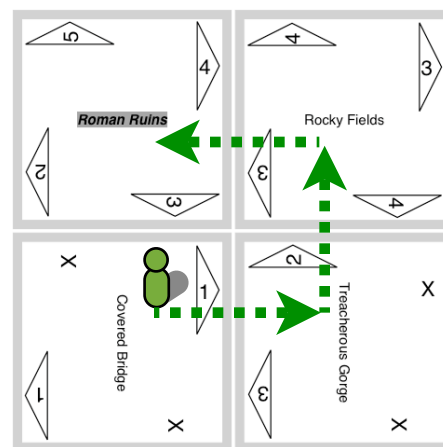 5
4
Roman Ruins
2
3
4
3
Rocky Fields
3
4
X
1
Covered Bridge
1
X
2
X
Treacherous Gorge
3
X